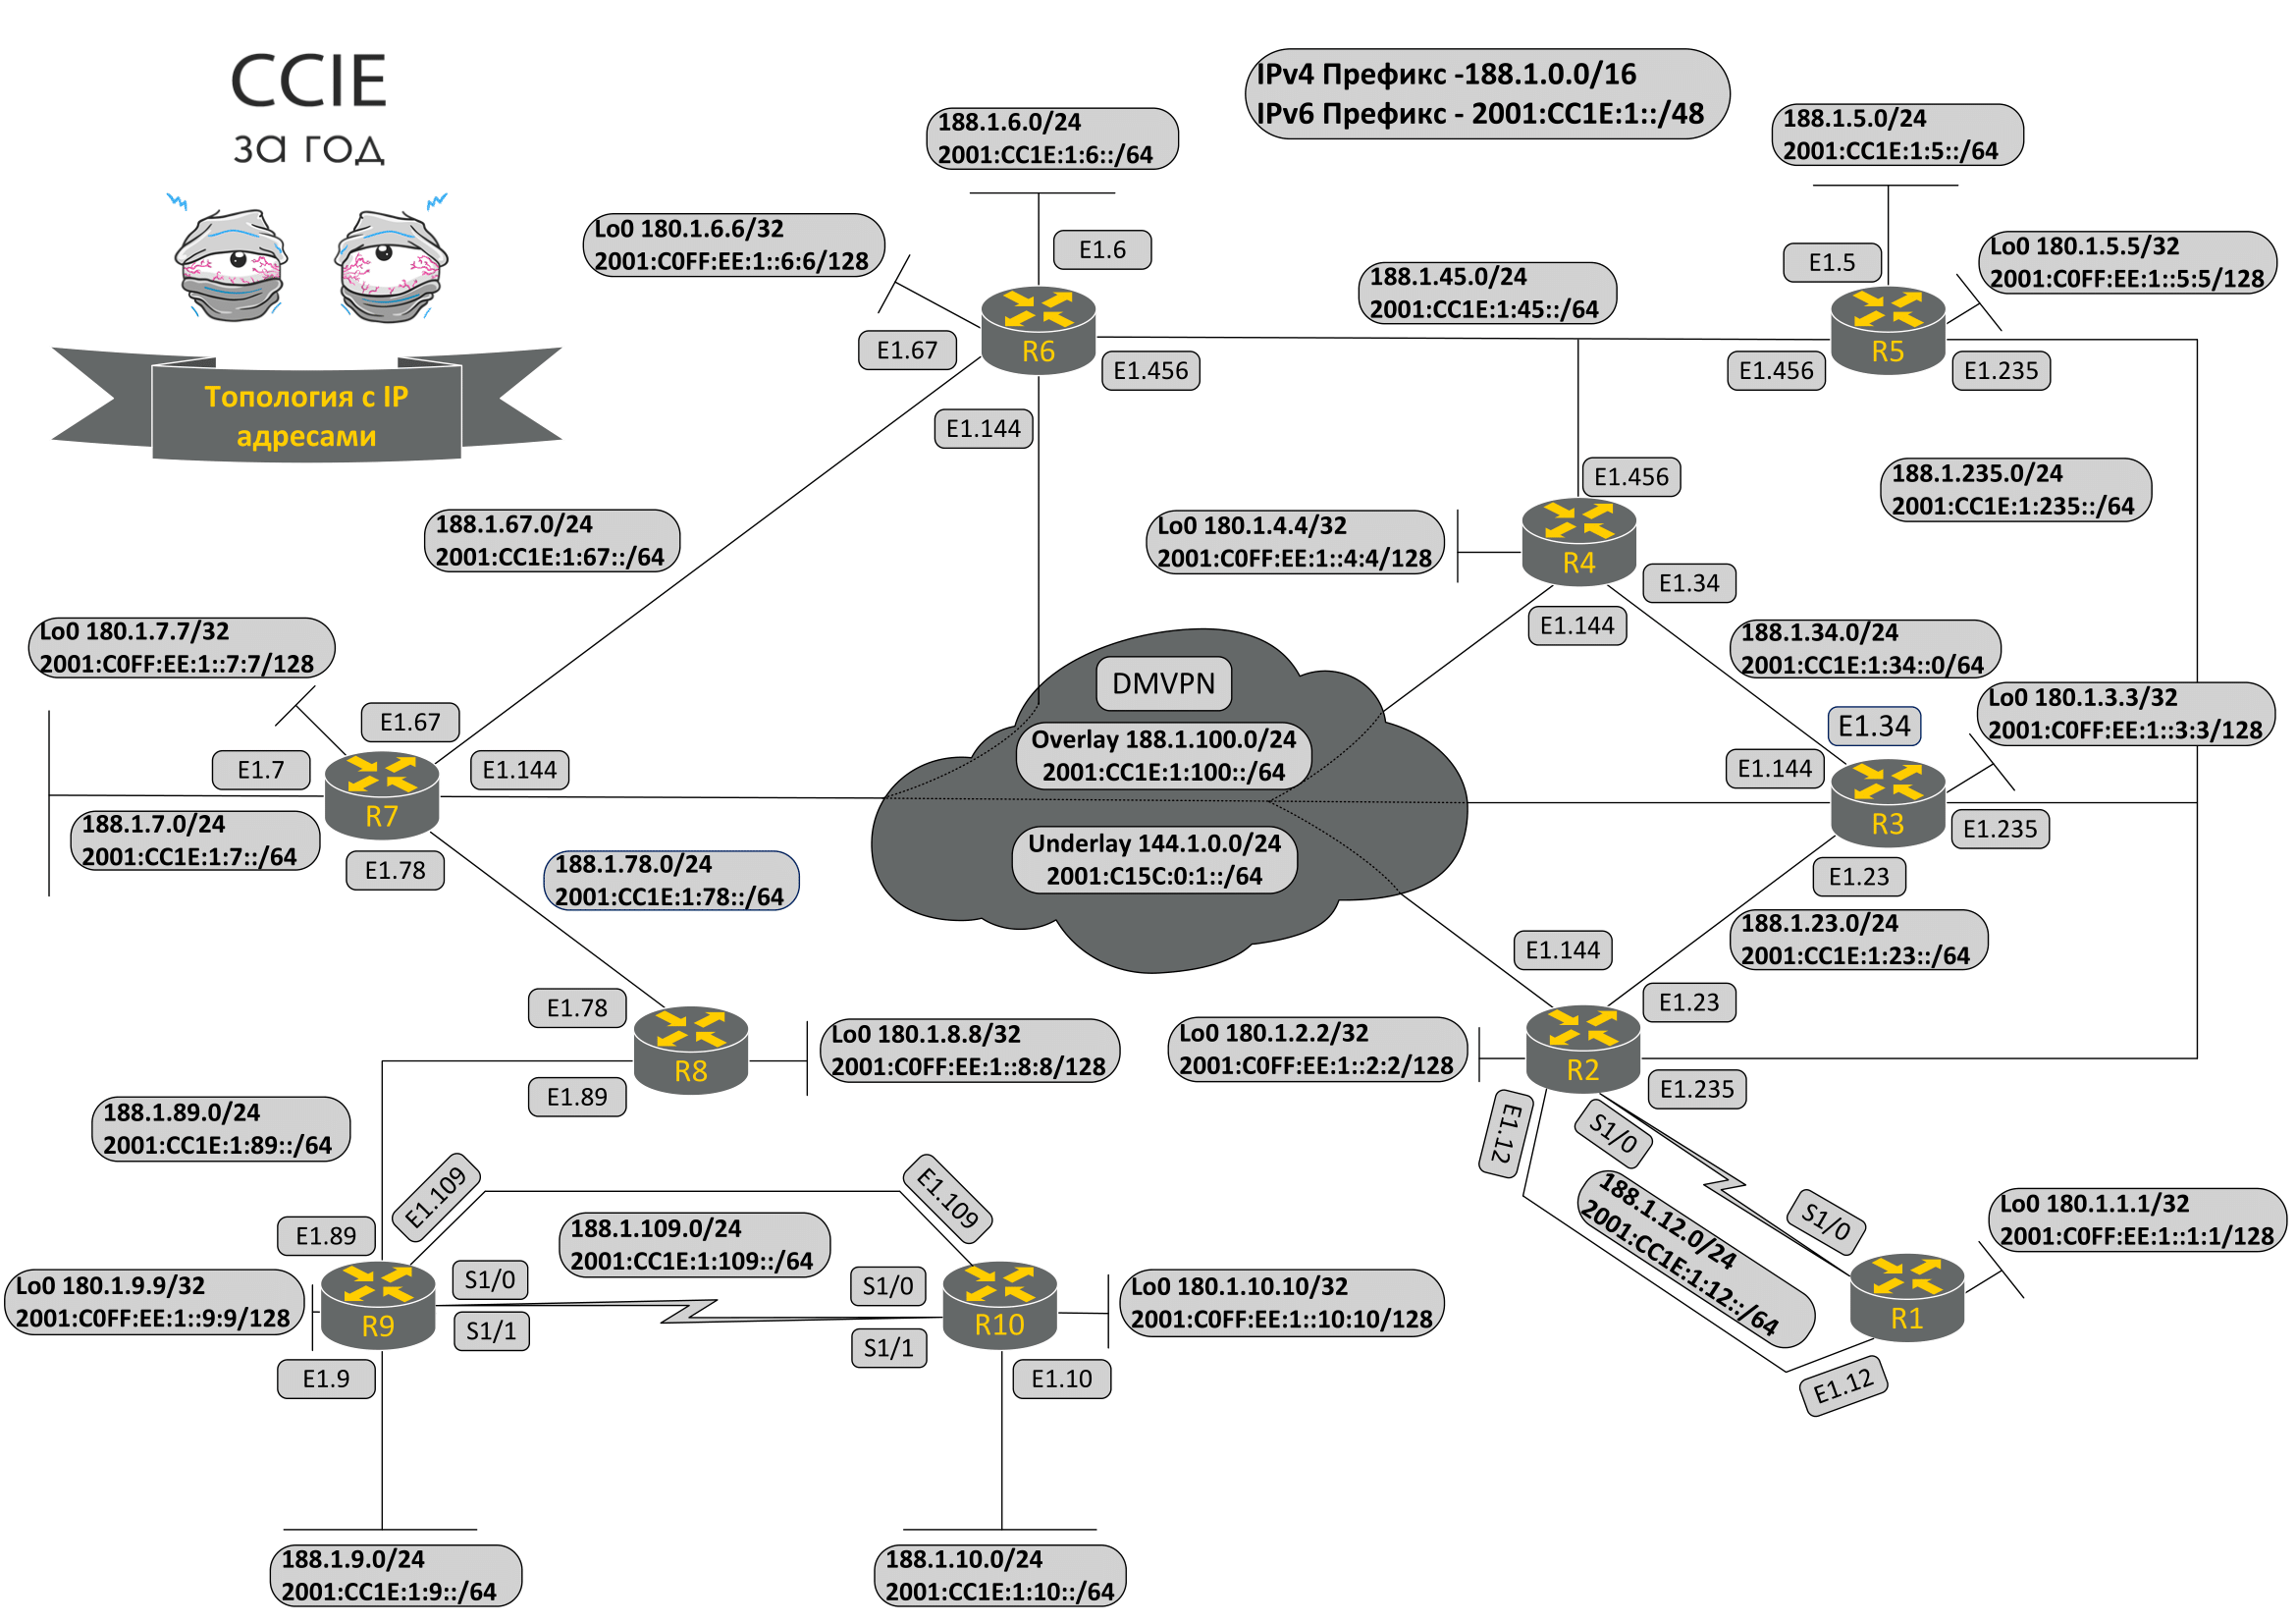 CCIE
за год
Топология с IP
адресами
IPv4 Префикс -188.1.0.0/16
IPv6 Префикс - 2001:CC1E:1::/48
188.1.6.0/24
2001:CC1E:1:6::/64
188.1.5.0/24
2001:CC1E:1:5::/64
Lo0 180.1.6.6/32
2001:C0FF:EE:1::6:6/128
E1.6
188.1.45.0/24
2001:CC1E:1:45::/64
E1.5
Lo0 180.1.5.5/32
2001:C0FF:EE:1::5:5/128
E1.67
R6
E1.456
E1.144
E1.456
R5
E1.235
188.1.67.0/24
2001:CC1E:1:67::/64
Lo0 180.1.4.4/32
2001:C0FF:EE:1::4:4/128
E1.456
R4
E1.144
E1.34
188.1.235.0/24
2001:CC1E:1:235::/64
188.1.34.0/24
2001:CC1E:1:34::0/64
Lo0 180.1.7.7/32
2001:C0FF:EE:1::7:7/128
E1.67
E1.7
E1.144
R7
188.1.7.0/24
2001:CC1E:1:7::/64
E1.78
DMVPN
Overlay 188.1.100.0/24
2001:CC1E:1:100::/64
Underlay 144.1.0.0/24
2001:C15C:0:1::/64
E1.34
Lo0 180.1.3.3/32
2001:C0FF:EE:1::3:3/128
E1.144
R3
E1.235
E1.23
188.1.78.0/24
2001:CC1E:1:78::/64
188.1.23.0/24
2001:CC1E:1:23::/64
E1.144
E1.23
E1.78
R8
E1.89
Lo0 180.1.8.8/32
2001:C0FF:EE:1::8:8/128
Lo0 180.1.2.2/32
2001:C0FF:EE:1::2:2/128
R2
E1.235
E1.12
S1/0
188.1.89.0/24
2001:CC1E:1:89::/64
E1.109
E1.109
E1.89
188.1.109.0/24
2001:CC1E:1:109::/64
188.1.12.0/24
2001:CC1E:1:12::/64
S1/0
Lo0 180.1.1.1/32
2001:C0FF:EE:1::1:1/128
R1
E1.12
Lo0 180.1.9.9/32
2001:C0FF:EE:1::9:9/128
R9
S1/0
S1/1
S1/0
S1/1
R10
Lo0 180.1.10.10/32
2001:C0FF:EE:1::10:10/128
E1.9
E1.10
188.1.9.0/24
2001:CC1E:1:9::/64
188.1.10.0/24
2001:CC1E:1:10::/64